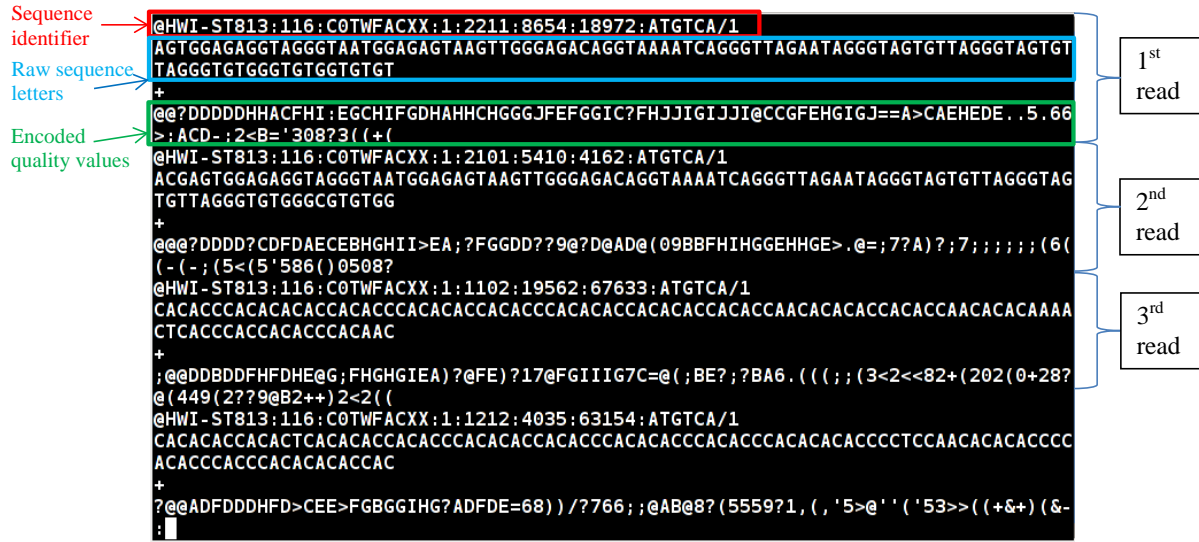 Sequence
identifier
Raw sequence
letters
Encoded
quality values
@HWI-ST813:116:C0TWFACXX:1:2211:8654:18972:ATGTCA/1
AGTGGAGAGGTAGGGTAATGGAGAGTAAGTTGGGAGACAGGTAAAATCAGGGTTAGAATAGGGTAGTGTTAGGGTAGTGT
TAGGGTGTGGGTGTGGTGTGT
+
@@?DDDDDHHACFHI:EGCHIFGDHAHHCHGGGJFEFGGIC?FHJJIGIJJI@CCGFEHGIGJ==A>CAEHEDE..5.66
>;ACD-;2<B='308?3((+(
@HWI-ST813:116:C0TWFACXX:1:2101:5410:4162:ATGTCA/1
ACGAGTGGAGAGGTAGGGTAATGGAGAGTAAGTTGGGAGACAGGTAAAATCAGGGTTAGAATAGGGTAGTGTTAGGGTAG
TGTTAGGGTGTGGGCGTGTGG
+
@@@?DDDD?CDFDAECEBHGHII>EA;?FGGDD??9@?D@AD@(09BBFHIHGGEHHGE>.@=;7?A)?;7;;;;;;(6(
(-(-;(5<(5'586()0508?
@HWI-ST813:116:C0TWFACXX:1:1102:19562:67633:ATGTCA/1
CACACCCACACACACCACACCCACACCACACCCACACACCACACACCACACCACACCAACACACACCACACCAACACACAAAA
CTCACCCACCACACCCACAAC
+
;@@DDBDDFHFDHE@G;FHGHGIEA)?@FE)?17@FGIIIG7C=@(;BE?;?BA6.(((;;(3<2<<82+(202(0+28?
@(449(2??9@B2++)2<2((
@HWI-ST813:116:C0TWFACXX:1:1212:4035:63154:ATGTCA/1
CACACACCACACTCACACACCACACCCACACACCACACCCACACACCCACACCCACACACACCCCTCCAACACACACCCC
ACACCCACCCACACACACCAC
+
?@@ADFDDDHFD>CEE>FGBGGIHG?ADFDE=68))/?766;;@AB@8?(5559?1,(,'5>@''('53>>((+&+)(&-
:
1st
read
2nd
read
3rd
read